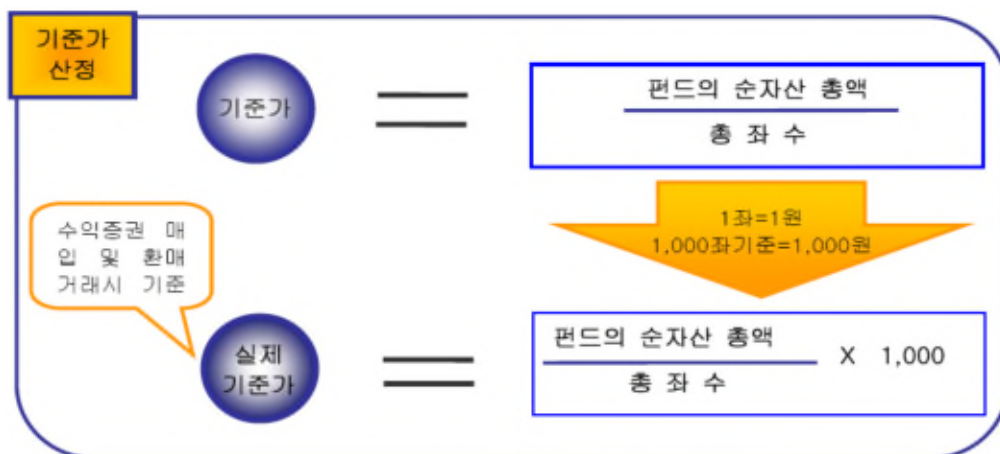 기준가
산정
기준가
펀드의 순자산 총액
총 좌 수
1좌=1원
1,000좌기준=1,000원
수익증권 매
입 및 환매
거래시 기준
실제
기준가
펀드의 순자산 총액
총 좌 수
X 1,000